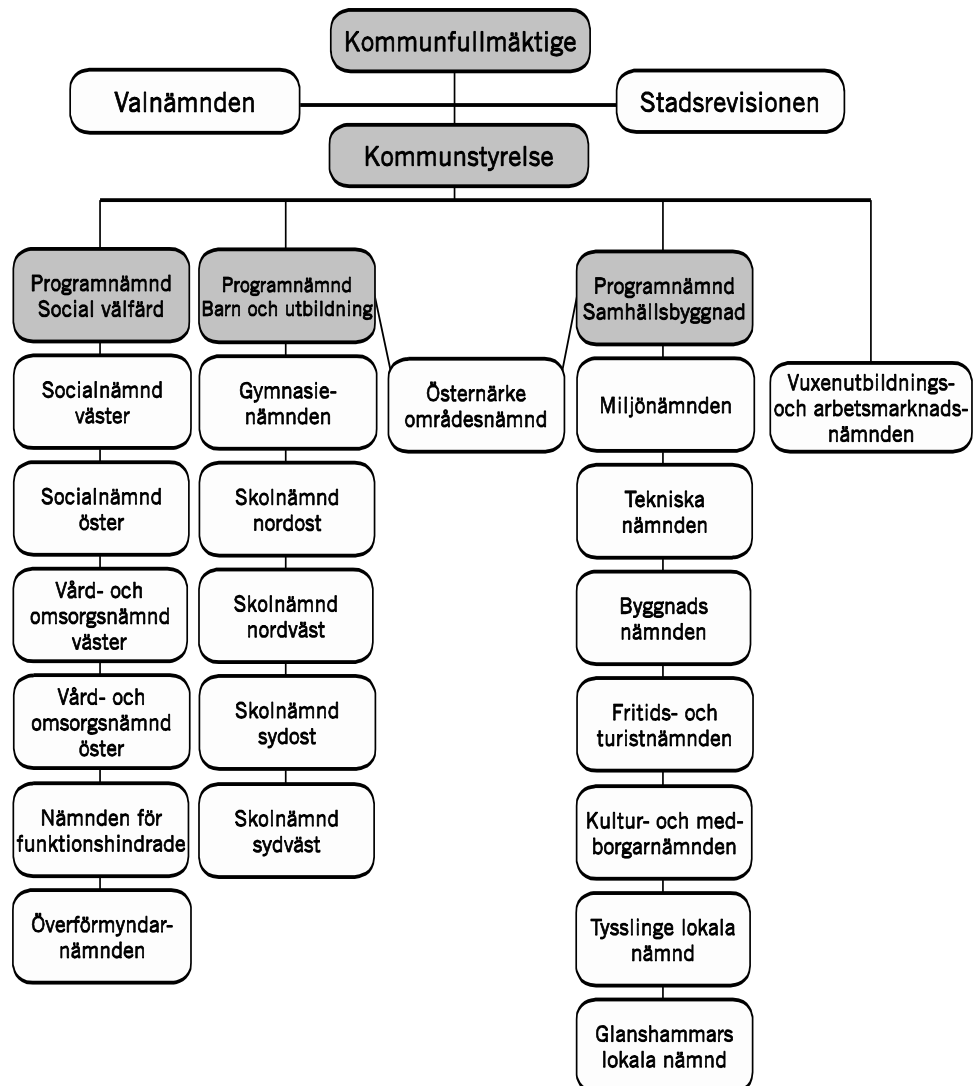 Kommunfullmäktige
Valnämnden
Stadsrevisionen
Kommunstyrelse
Programnämnd
Social välfärd
Programnämnd
Barn och utbildning
Programnämnd
Samhällsbyggnad
Socialnämnd
väster
Gymnasie-
nämnden
Östernärke
områdesnämnd
Miljönämnden
Vuxenutbildnings-
och arbetsmarknads-
nämnden
Socialnämnd
öster
Skolnämnd
nordost
Tekniska
nämnden
Vård- och
omsorgsnämnd
väster
Skolnämnd
nordväst
Byggnads
nämnden
Vård- och
omsorgsnämnd
öster
Skolnämnd
sydost
Fritids- och
turistnämnden
Nämnden för
funktionshindrade
Skolnämnd
sydväst
Kultur- och med-
borgarnämnden
Överförmyndar-
nämnden
Tysslinge lokala
nämnd
Glanshammars
lokala nämnd